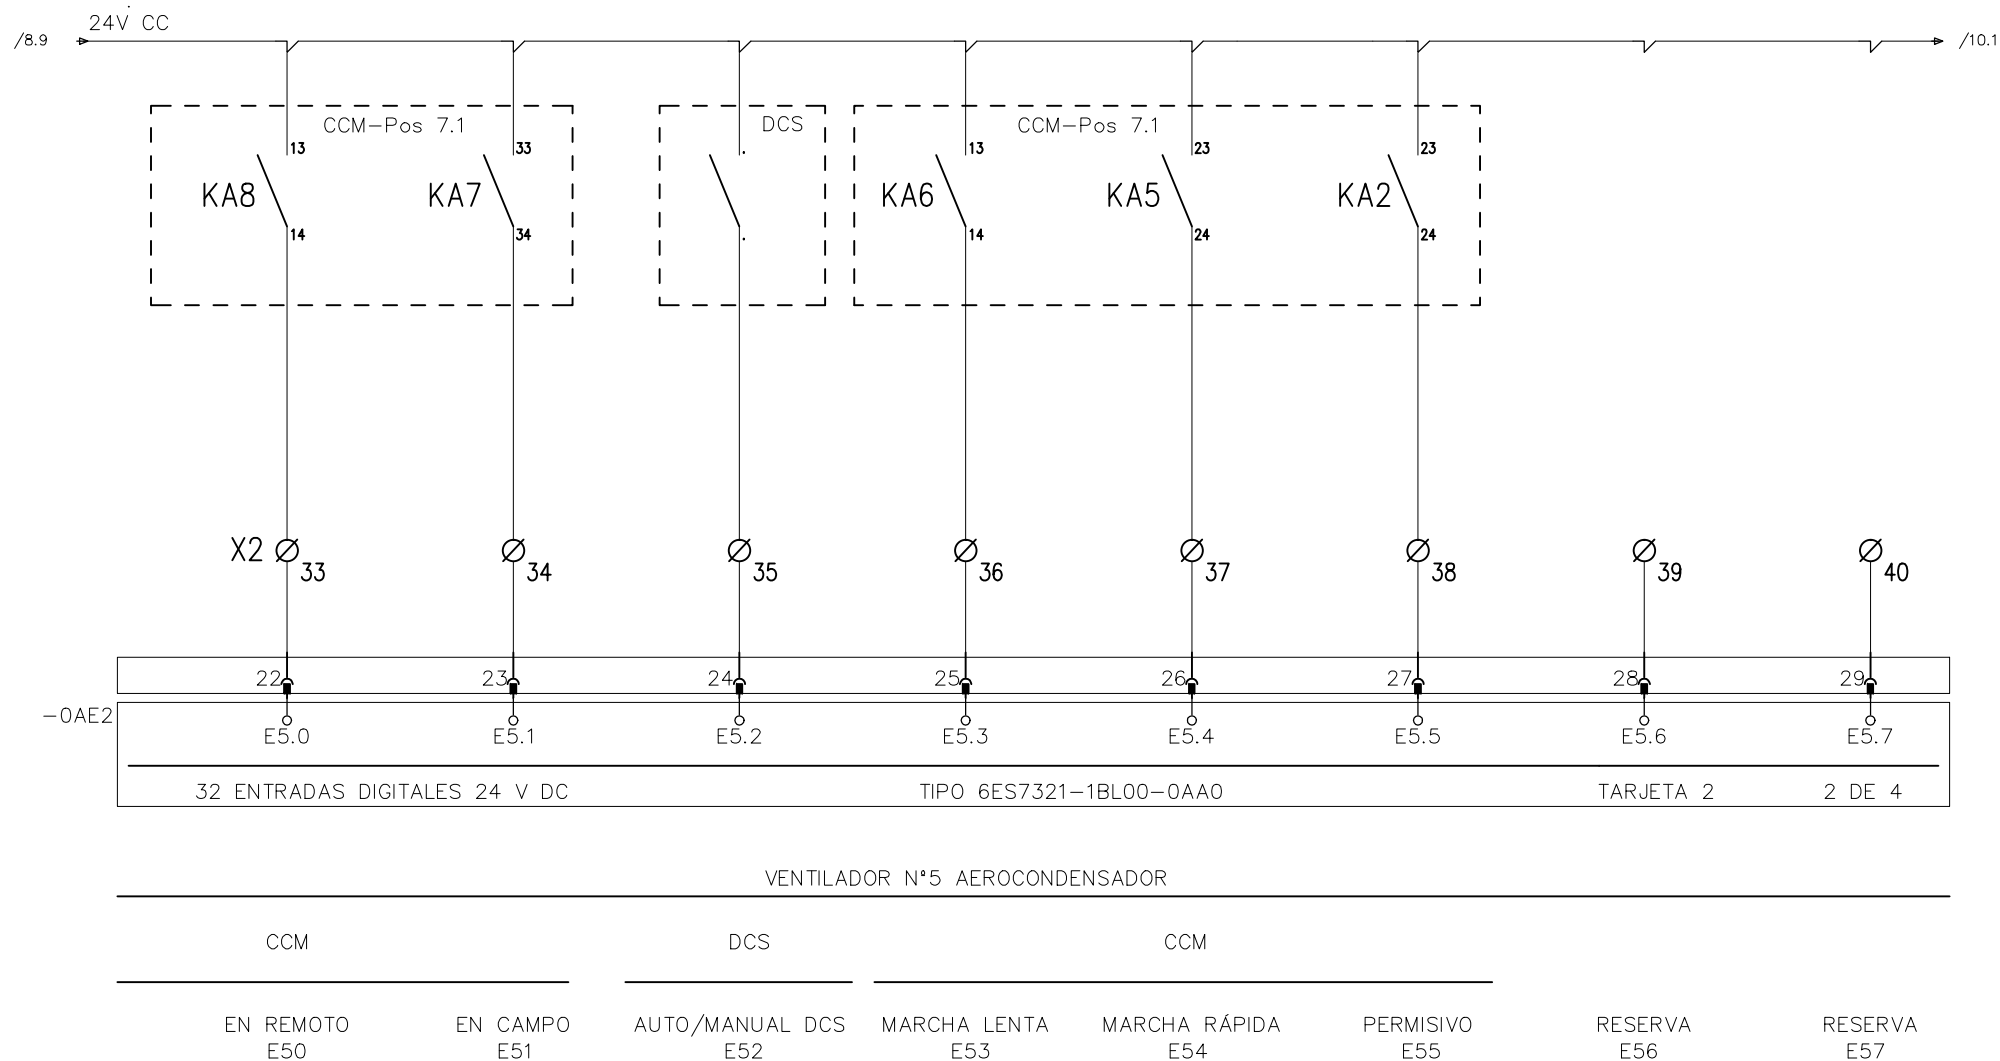 24V CC
/8.9
/10.1
CCM-Pos 7.1
DCS
CCM-Pos 7.1
13
33
13
23
23
KA8
KA7
KA6
KA5
KA2
14
34
14
24
24
X2
33
34
35
36
37
38
39
40
22
23
24
25
26
27
28
29
-0AE2
E5.0
E5.1
E5.2
E5.3
E5.4
E5.5
E5.6
E5.7
32 ENTRADAS DIGITALES 24 V DC
TIPO 6ES7321-1BL00-0AA0
TARJETA 2
2 DE 4
VENTILADOR Nº5 AEROCONDENSADOR
CCM
DCS
CCM
EN REMOTO
EN CAMPO
AUTO/MANUAL DCS
MARCHA LENTA
MARCHA RÁPIDA
PERMISIVO
RESERVA
RESERVA
E50
E51
E52
E53
E54
E55
E56
E57